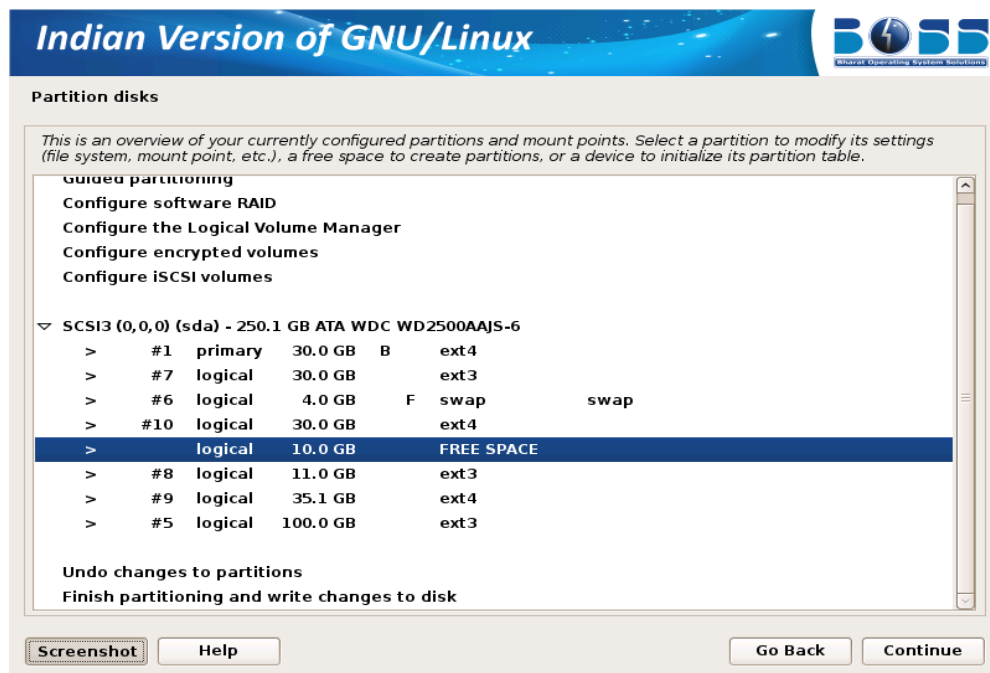 Indian Version of GNU/Linux
BOSS
Bharat Operating System Solutions
Partition disks
This is an overview of your currently configured partitions and mount points. Select a partition to modify its settings
(file system, mount point, etc.), a free space to create partitions, or a device to initialize its partition table.
Guided partitioning
Configure software RAID
Configure the Logical Volume Manager
Configure encrypted volumes
Configure iSCSI volumes
SCSI3 (0,0,0) (sda) - 250.1 GB ATA WDC WD2500AAJS-6
> #1 primary 30.0 GB B ext4
> #7 logical 30.0 GB ext3
> #6 logical 4.0 GB F swap swap
> #10 logical 30.0 GB ext4
> logical 10.0 GB FREE SPACE
> #8 logical 11.0 GB ext3
> #9 logical 35.1 GB ext4
> #5 logical 100.0 GB ext3
Undo changes to partitions
Finish partitioning and write changes to disk
Screenshot Help Go Back Continue